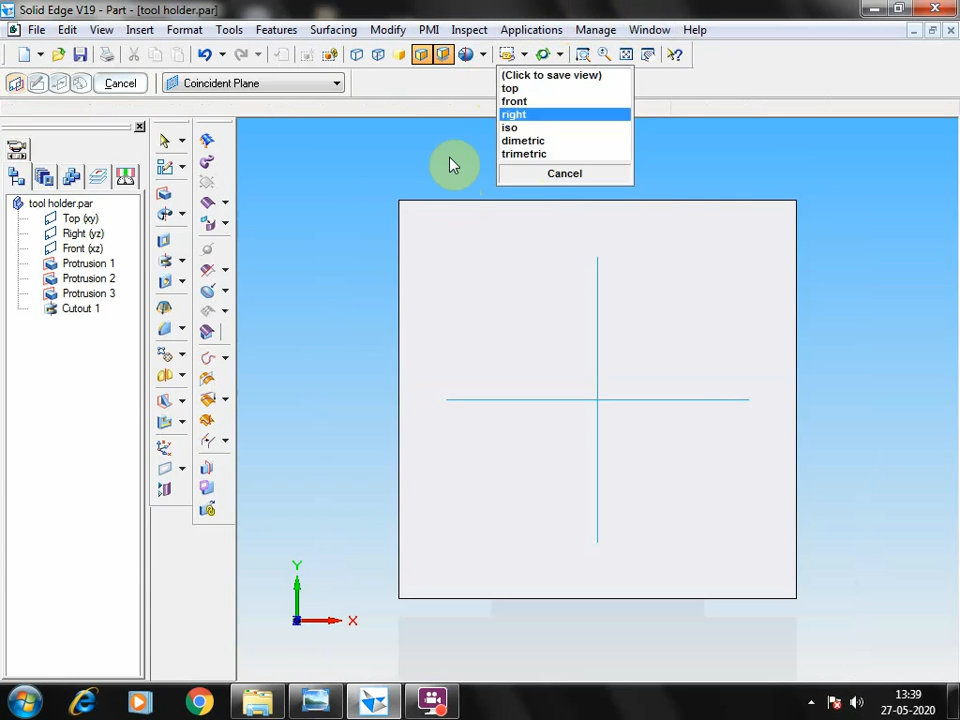 Solid Edge V19 - Part - [tool holder.par]
File Edit View Insert Format Tools Features Surfacing Modify PMI Inspect Applications Manage Window Help
Cancel Coincident Plane
(Click to save view)
top
front
right
iso
dimetric
trimetric
Cancel
tool holder.par
Top (xy)
Right (yz)
Front (xz)
Protrusion 1
Protrusion 2
Protrusion 3
Cutout 1
Y
X
13:39
27-05-2020